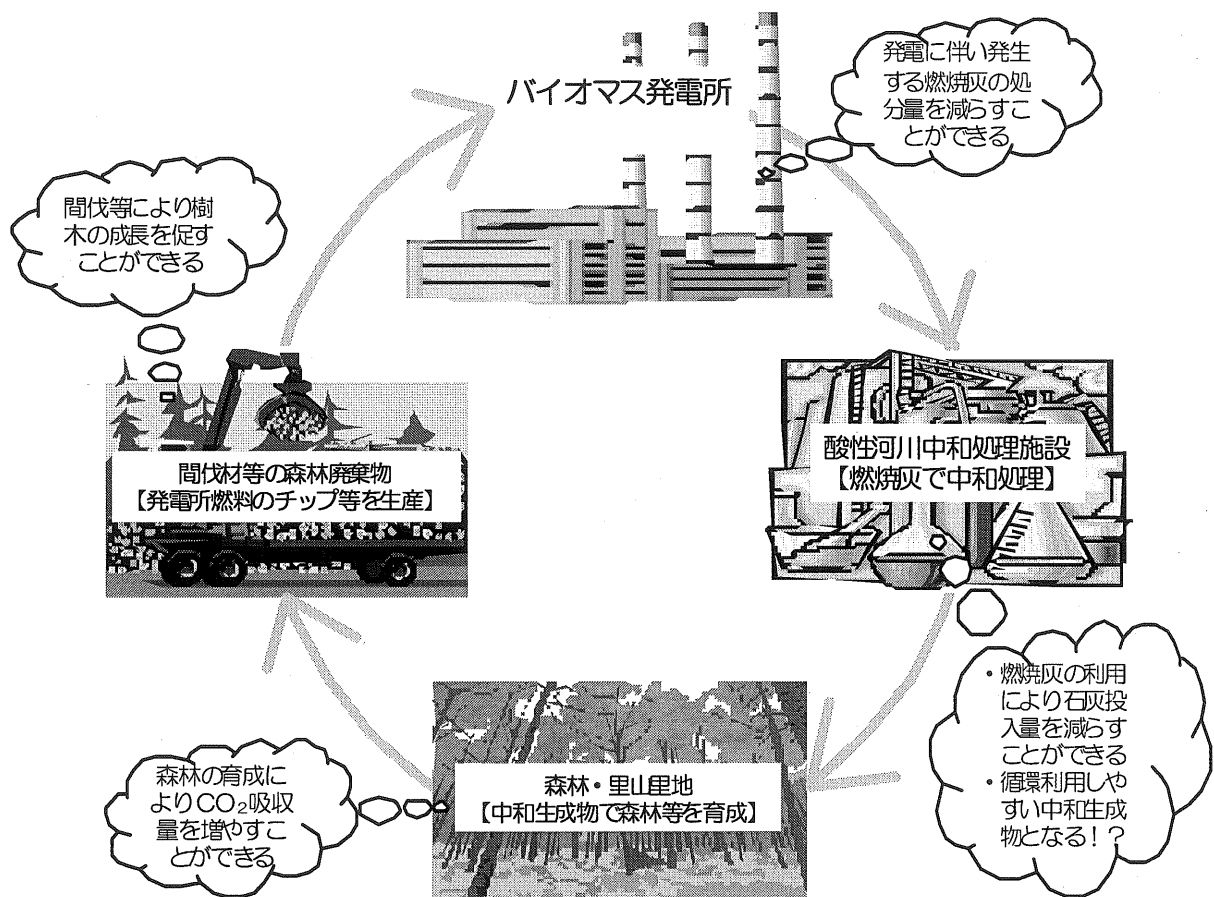 バイオマス発電所
発電に伴い発生
する燃焼灰の処
分量を減らすこ
とができる
間伐等により樹
木の成長を促す
ことができる
間伐材等の森林廃棄物
【発電所燃料のチップ等を生産】
酸性河川中和処理施設
【燃焼灰で中和処理】
・燃焼灰の利用
により石灰投
入量を減らす
ことができる
・循環利用しや
すい中和生成
物となる！？
森林・里山里地
【中和生成物で森林等を育成】
森林の育成に
よりCO₂吸収
量を増やすこ
とができる